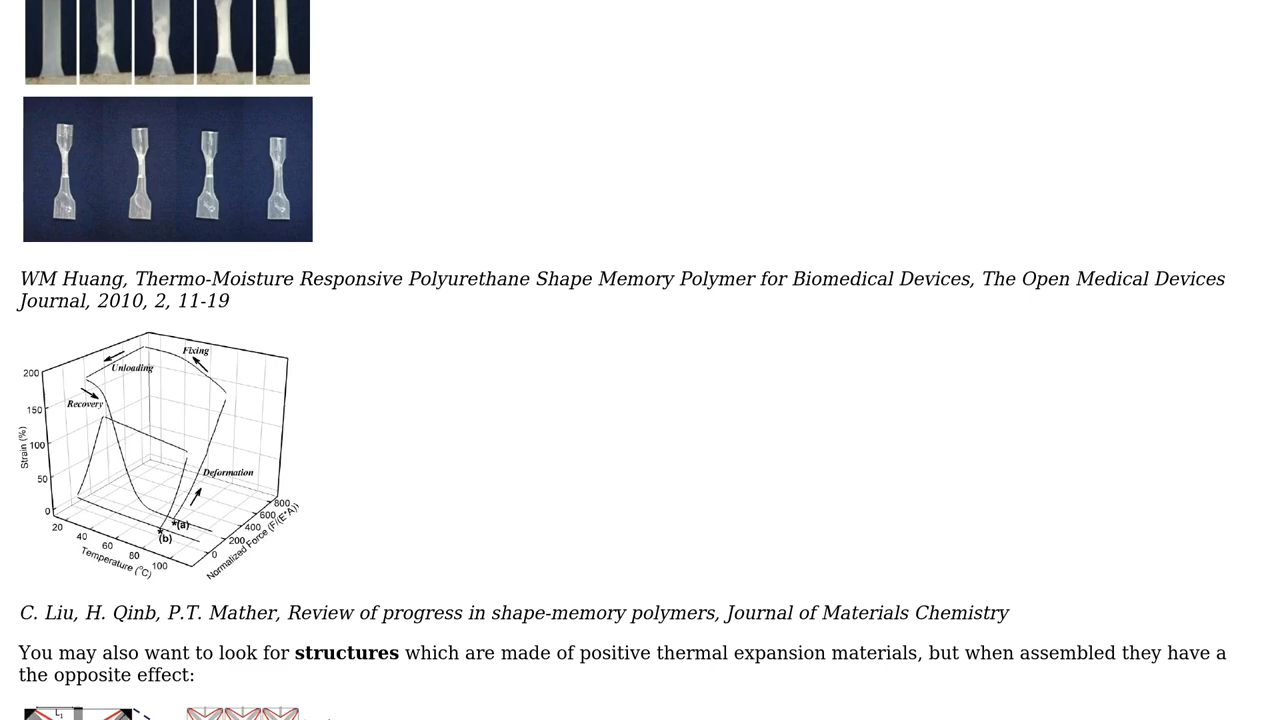 WM Huang, Thermo-Moisture Responsive Polyurethane Shape Memory Polymer for Biomedical Devices, The Open Medical Devices
Journal, 2010, 2, 11-19
Fixing
Unloading
Recovery
Deformation
Strain (%)
200
150
100
50
0
(a)
(b)
20
40
60
80
100
Temperature (°C)
0
200
400
600
800
Normalized Force (F/(E*A))
C. Liu, H. Qinb, P.T. Mather, Review of progress in shape-memory polymers, Journal of Materials Chemistry
You may also want to look for structures which are made of positive thermal expansion materials, but when assembled they have a
the opposite effect:
L1